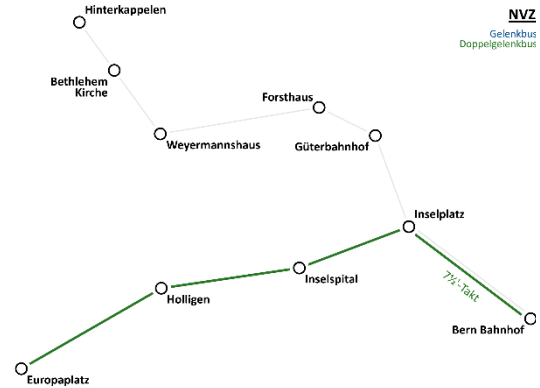 Hinterkappelen
NVZ
Gelenkbus
Doppelgelenkbus
Bethlehem
Kirche
Forsthaus
Weyermannshaus
Güterbahnhof
Inselplatz
Inselspital
7½'-Takt
Holligen
Bern Bahnhof
Europaplatz